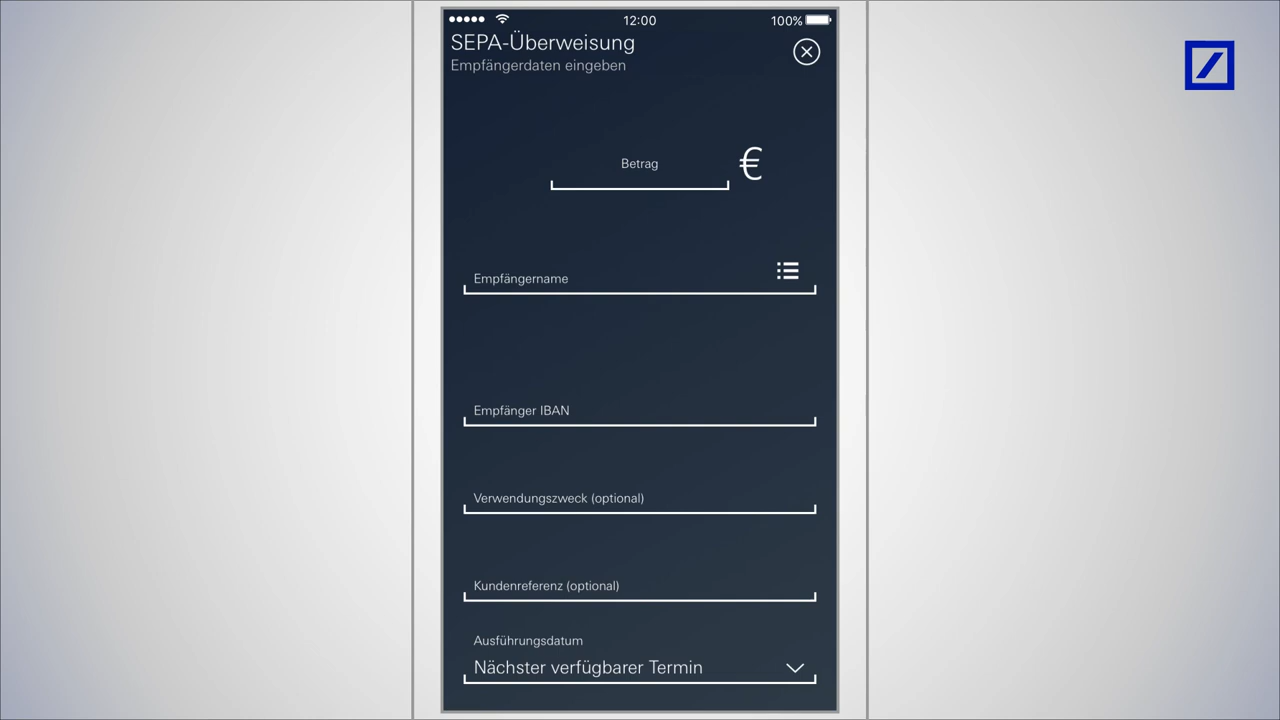 12:00
100%
SEPA-Überweisung
Empfängerdaten eingeben
Betrag
€
Empfängername
Empfänger IBAN
Verwendungszweck (optional)
Kundenreferenz (optional)
Ausführungsdatum
Nächster verfügbarer Termin